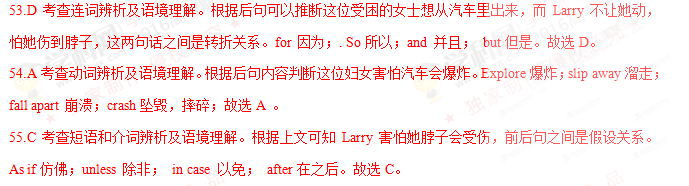 53.D 考查连词辨析及语境理解。根据后句可以推断这位受困的女士想从汽车里出来，而 Larry 不让她动，
怕她伤到脖子，这两句话之间是转折关系。for 因为；. So 所以；and 并且； but 但是。故选 D。
54.A 考查动词辨析及语境理解。根据后句内容判断这位妇女害怕汽车会爆炸。Explore 爆炸；slip away 溜走；
fall apart 崩溃；crash 坠毁，摔碎；故选 A 。
55.C 考查短语和介词辨析及语境理解。根据上文可知 Larry 害怕她脖子会受伤，前后句之间是假设关系。
As if 仿佛；unless 除非； in case 以免； after 在之后。故选 C。